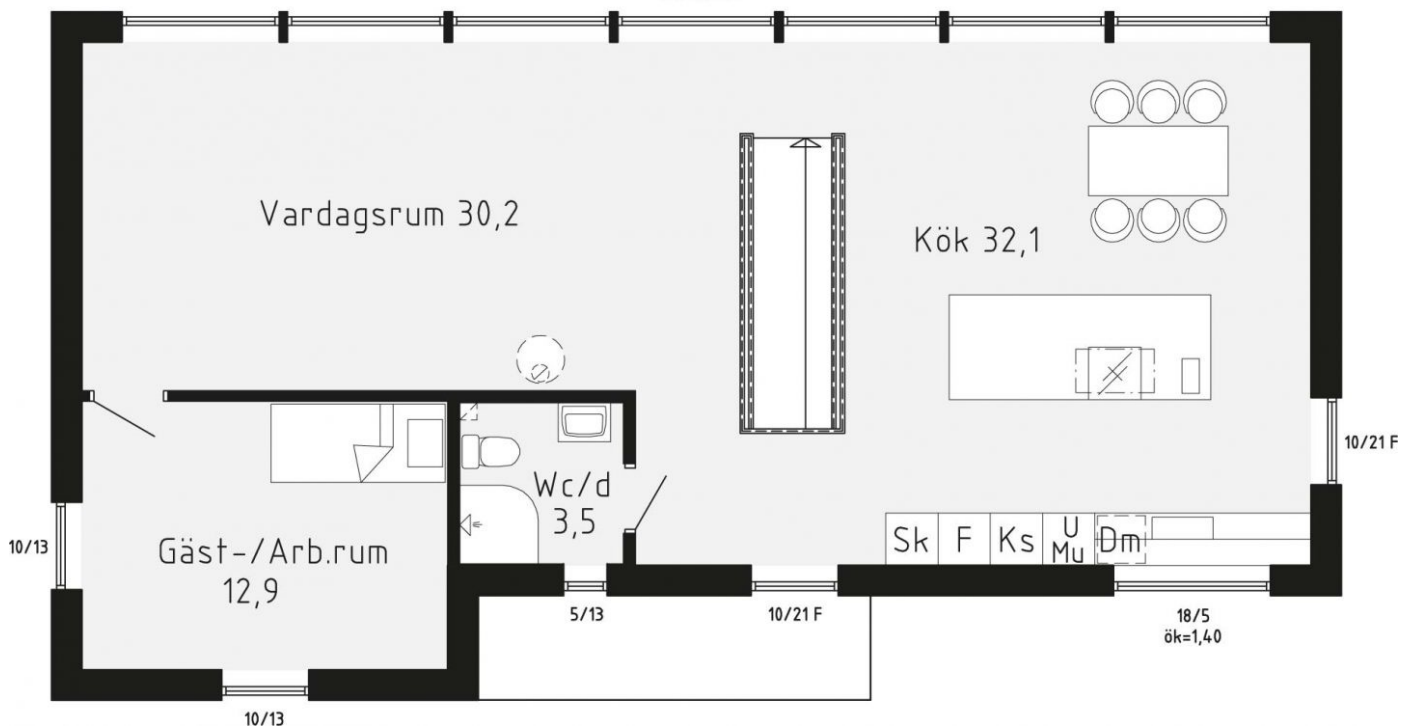 Vardagsrum 30,2
Kök 32,1
10/21 F
Wc/d
3,5
Sk
F
Ks
U
Mu
Dm
10/13
Gäst-/Arb.rum
12,9
5/13
10/21 F
18/5
ök=1,40
10/13